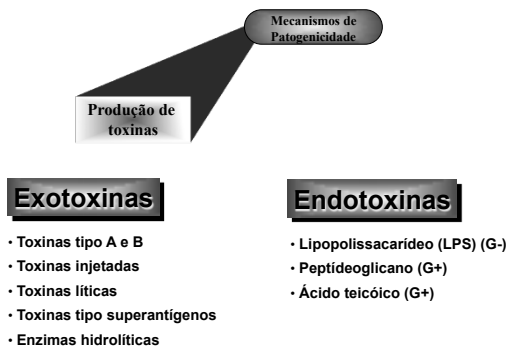 Mecanismos de
Patogenicidade
Produção de
toxinas
Exotoxinas
• Toxinas tipo A e B
• Toxinas injetadas
• Toxinas líticas
• Toxinas tipo superantígenos
• Enzimas hidrolíticas
Endotoxinas
• Lipopolissacarídeo (LPS) (G-)
• Peptídeoglicano (G+)
• Ácido teicóico (G+)